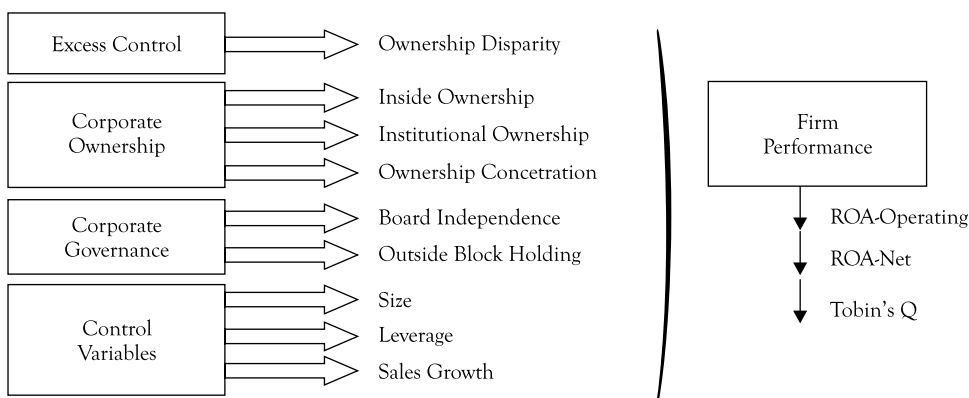 Excess Control
Ownership Disparity
Corporate
Ownership
Inside Ownership
Institutional Ownership
Ownership Concetration
Corporate
Governance
Board Independence
Outside Block Holding
Control
Variables
Size
Leverage
Sales Growth
Firm
Performance
ROA-Operating
ROA-Net
Tobin's Q